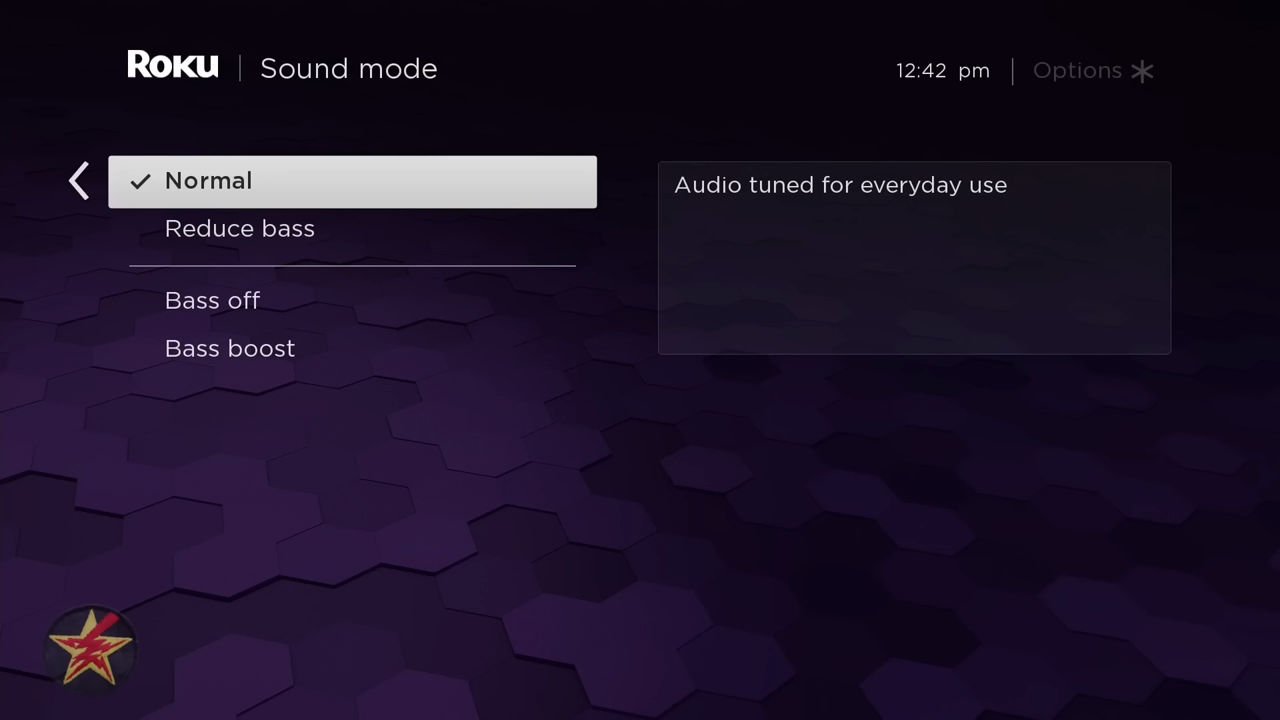 Roku | Sound mode
12:42 pm | Options
Normal
Reduce bass
Bass off
Bass boost
Audio tuned for everyday use